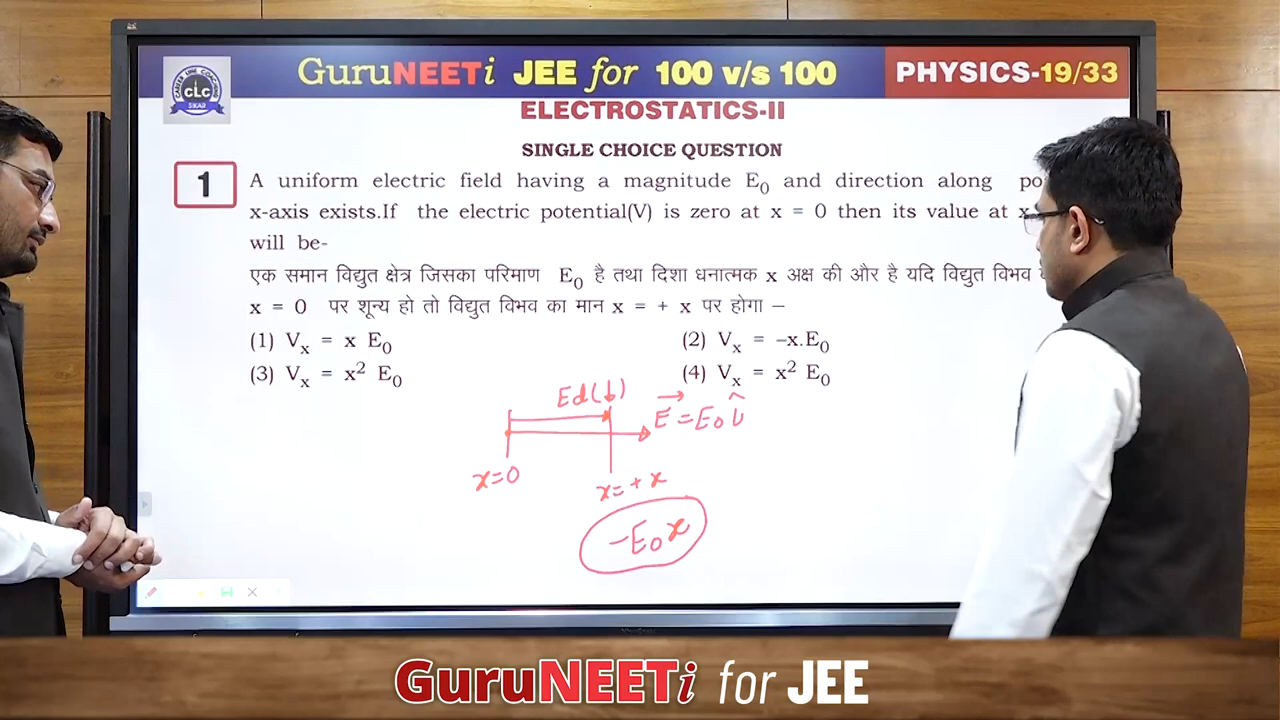 GuruNEETi JEE for 100 v/s 100
PHYSICS-19/33
CLC
SIKAR
ELECTROSTATICS-II
SINGLE CHOICE QUESTION
1
A uniform electric field having a magnitude E₀ and direction along
x-axis exists.If the electric potential(V) is zero at x = 0 then its value at x
will be-
एक समान विद्युत क्षेत्र जिसका परिमाण E₀ है तथा दिशा धनात्मक x अक्ष की और है यदि विद्युत विभव
x = 0 पर शून्य हो तो विद्युत विभव का मान x = + x पर होगा –
(1) Vₓ = x E₀ (2) Vₓ = –x.E₀
(3) Vₓ = x² E₀ (4) Vₓ = x² E₀
Ed(↓)
E⃗ = E₀ î
x=0
x=+x
-E₀x
GuruNEETi for JEE